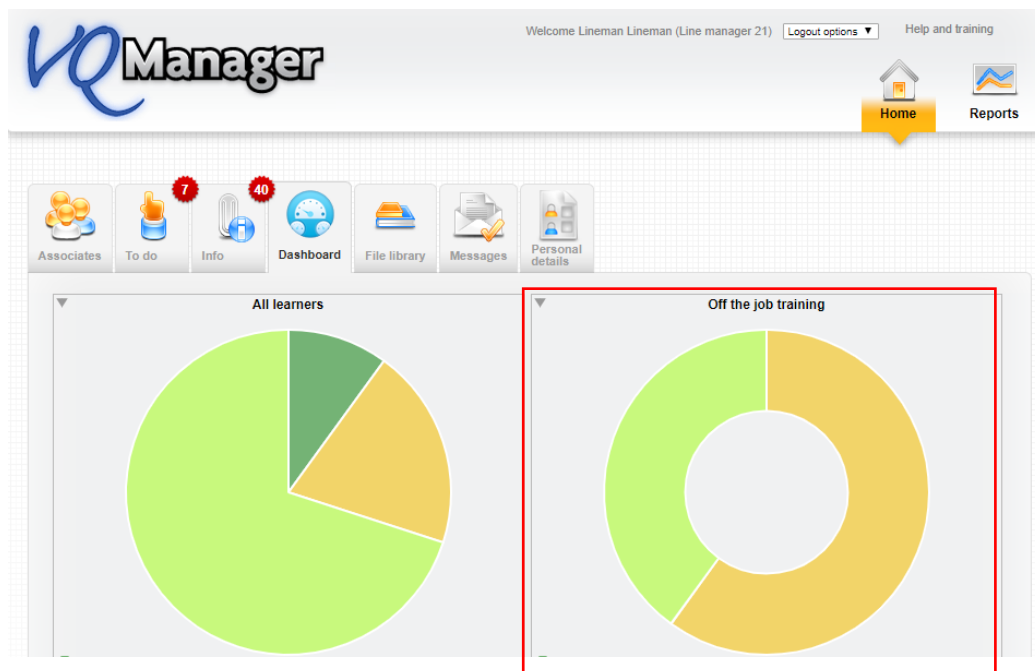 VQManager
Welcome Lineman Lineman (Line manager 21) Logout options ▼ Help and training
Home
Reports
7
40
Associates
To do
Info
Dashboard
File library
Messages
Personal
details
All learners
Off the job training